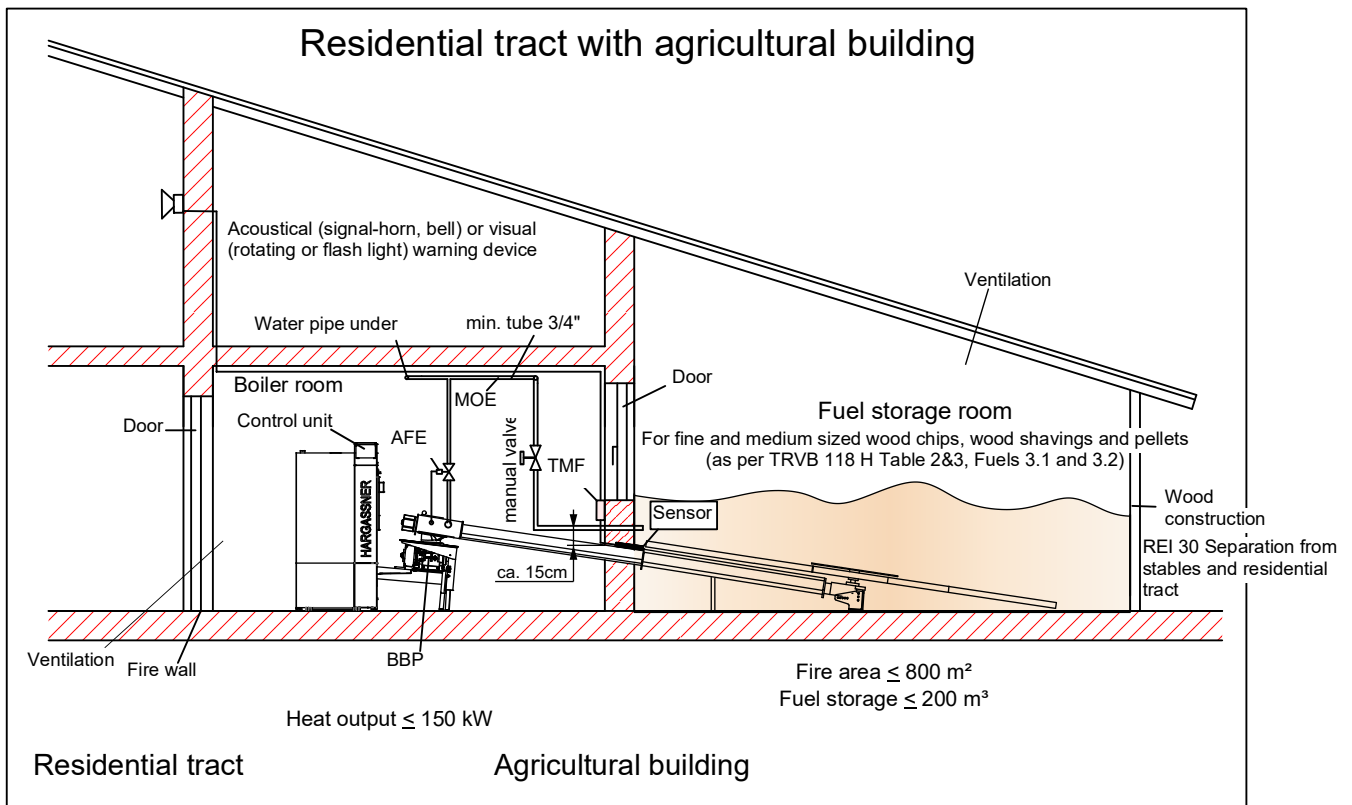 Residential tract with agricultural building
Acoustical (signal-horn, bell) or visual
(rotating or flash light) warning device
Ventilation
Water pipe under
min. tube 3/4"
Boiler room
MOE
Door
Door
Control unit
AFE
manual valve
TMF
Fuel storage room
For fine and medium sized wood chips, wood shavings and pellets
(as per TRVB 118 H Table 2&3, Fuels 3.1 and 3.2)
HARGASSNER
Sensor
Wood
construction
REI 30 Separation from
stables and residential
tract
ca. 15cm
Ventilation
Fire wall
BBP
Fire area ≤ 800 m²
Fuel storage ≤ 200 m³
Heat output ≤ 150 kW
Residential tract
Agricultural building